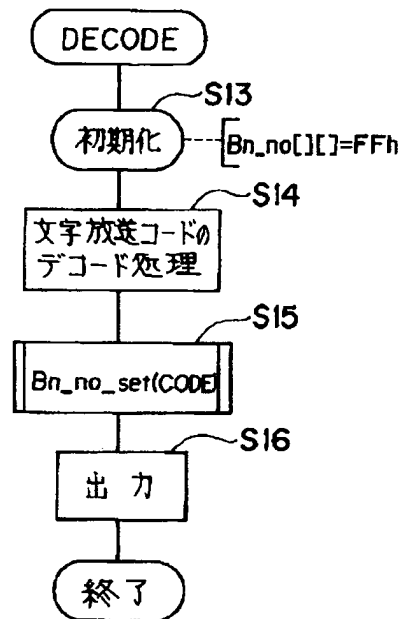 DECODE
S13
初期化
Bn_no[][]=FFh
S14
文字放送コードの
デコード処理
S15
Bn_no_set(CODE)
S16
出力
終了